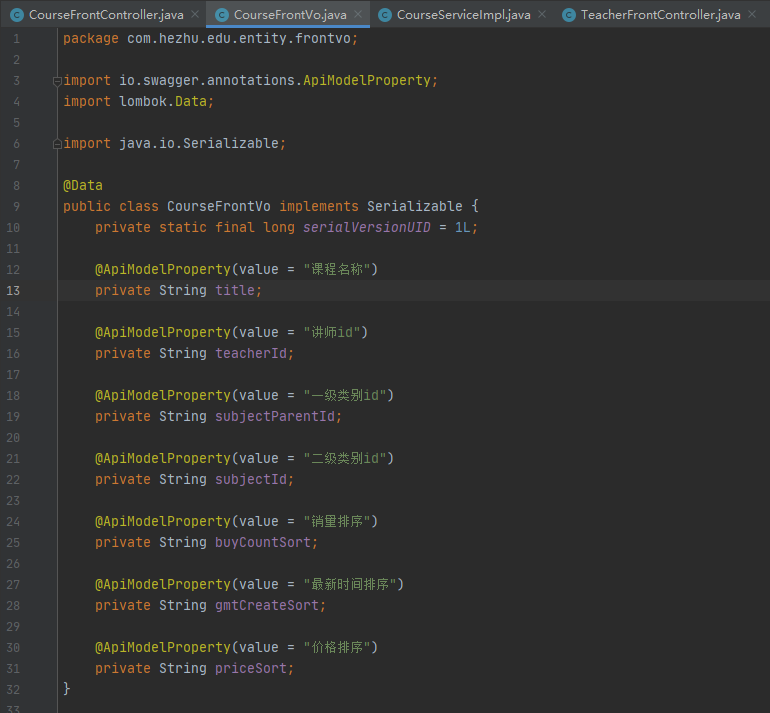 CourseFrontController.java CourseFrontVo.java CourseServiceImpl.java TeacherFrontController.java
1 package com.hezhu.edu.entity.frontvo;
2
3 import io.swagger.annotations.ApiModelProperty;
4 import lombok.Data;
5
6 import java.io.Serializable;
7
8 @Data
9 public class CourseFrontVo implements Serializable {
10 private static final long serialVersionUID = 1L;
11
12 @ApiModelProperty(value = "课程名称")
13 private String title;
14
15 @ApiModelProperty(value = "讲师id")
16 private String teacherId;
17
18 @ApiModelProperty(value = "一级类别id")
19 private String subjectParentId;
20
21 @ApiModelProperty(value = "二级类别id")
22 private String subjectId;
23
24 @ApiModelProperty(value = "销量排序")
25 private String buyCountSort;
26
27 @ApiModelProperty(value = "最新时间排序")
28 private String gmtCreateSort;
29
30 @ApiModelProperty(value = "价格排序")
31 private String priceSort;
32 }
33